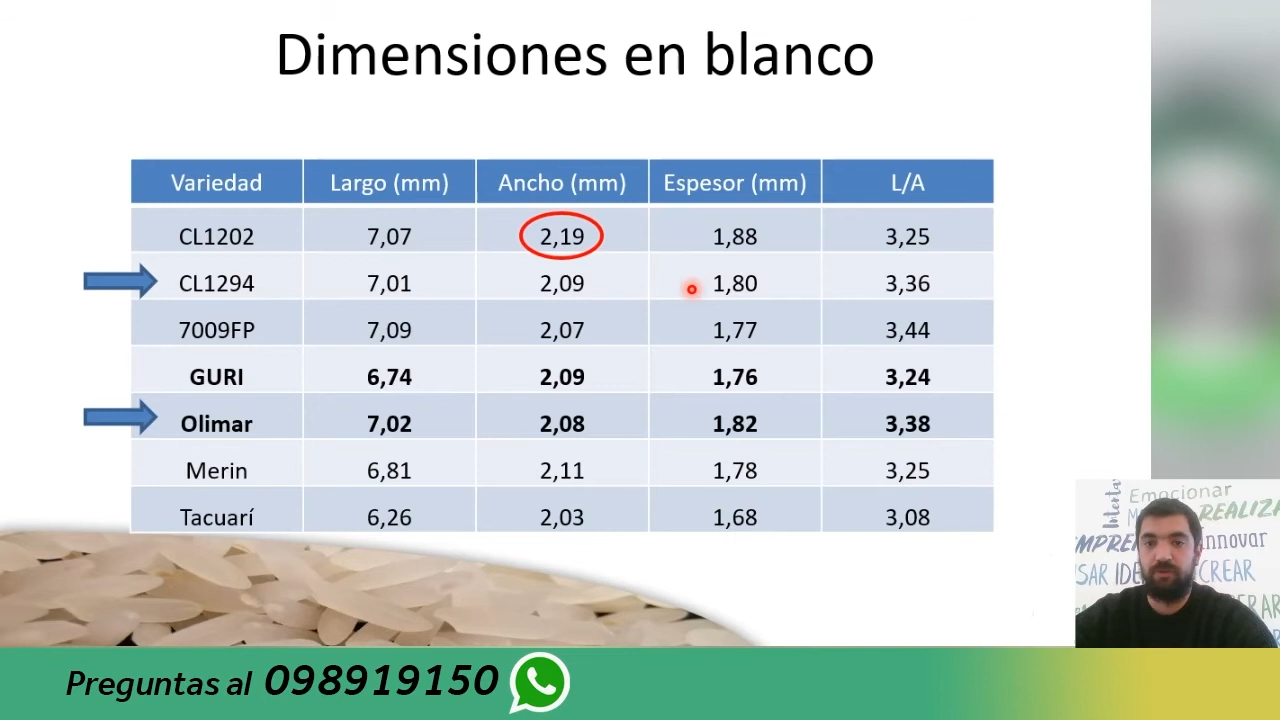 Dimensiones en blanco
Variedad Largo (mm) Ancho (mm) Espesor (mm) L/A
CL1202 7,07 2,19 1,88 3,25
CL1294 7,01 2,09 1,80 3,36
7009FP 7,09 2,07 1,77 3,44
GURI 6,74 2,09 1,76 3,24
Olimar 7,02 2,08 1,82 3,38
Merin 6,81 2,11 1,78 3,25
Tacuarí 6,26 2,03 1,68 3,08
Emocionar
REALIZA
innovar
IDE CREAR
Preguntas al 098919150